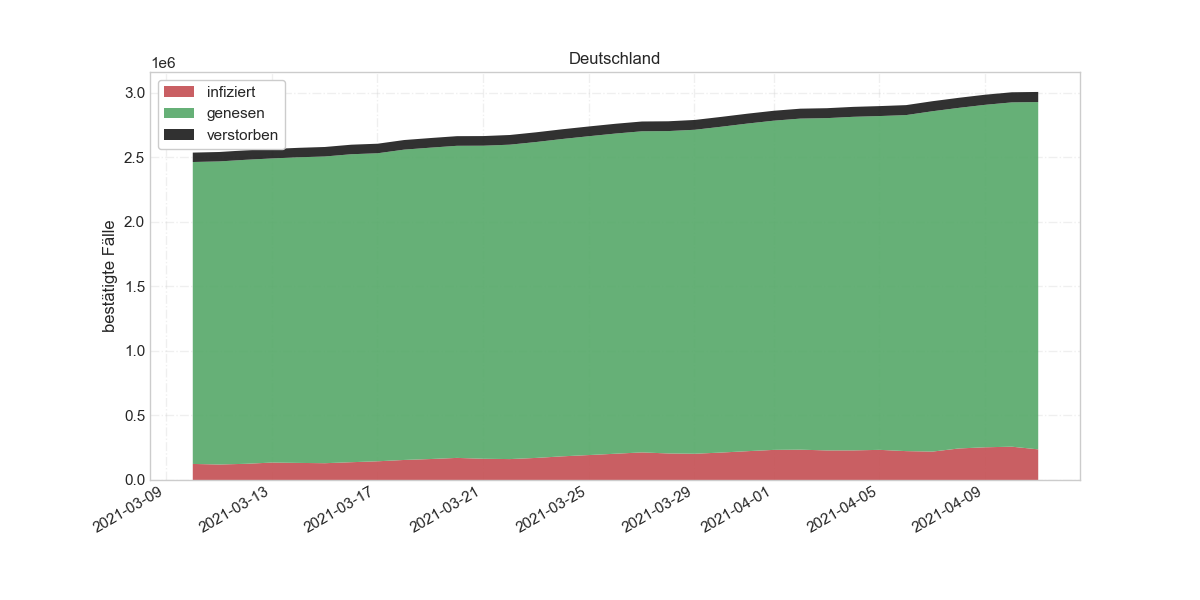 Deutschland
1e6
infiziert
genesen
verstorben
bestätigte Fälle
3.0
2.5
2.0
1.5
1.0
0.5
0.0
2021-03-09
2021-03-13
2021-03-17
2021-03-21
2021-03-25
2021-03-29
2021-04-01
2021-04-05
2021-04-09